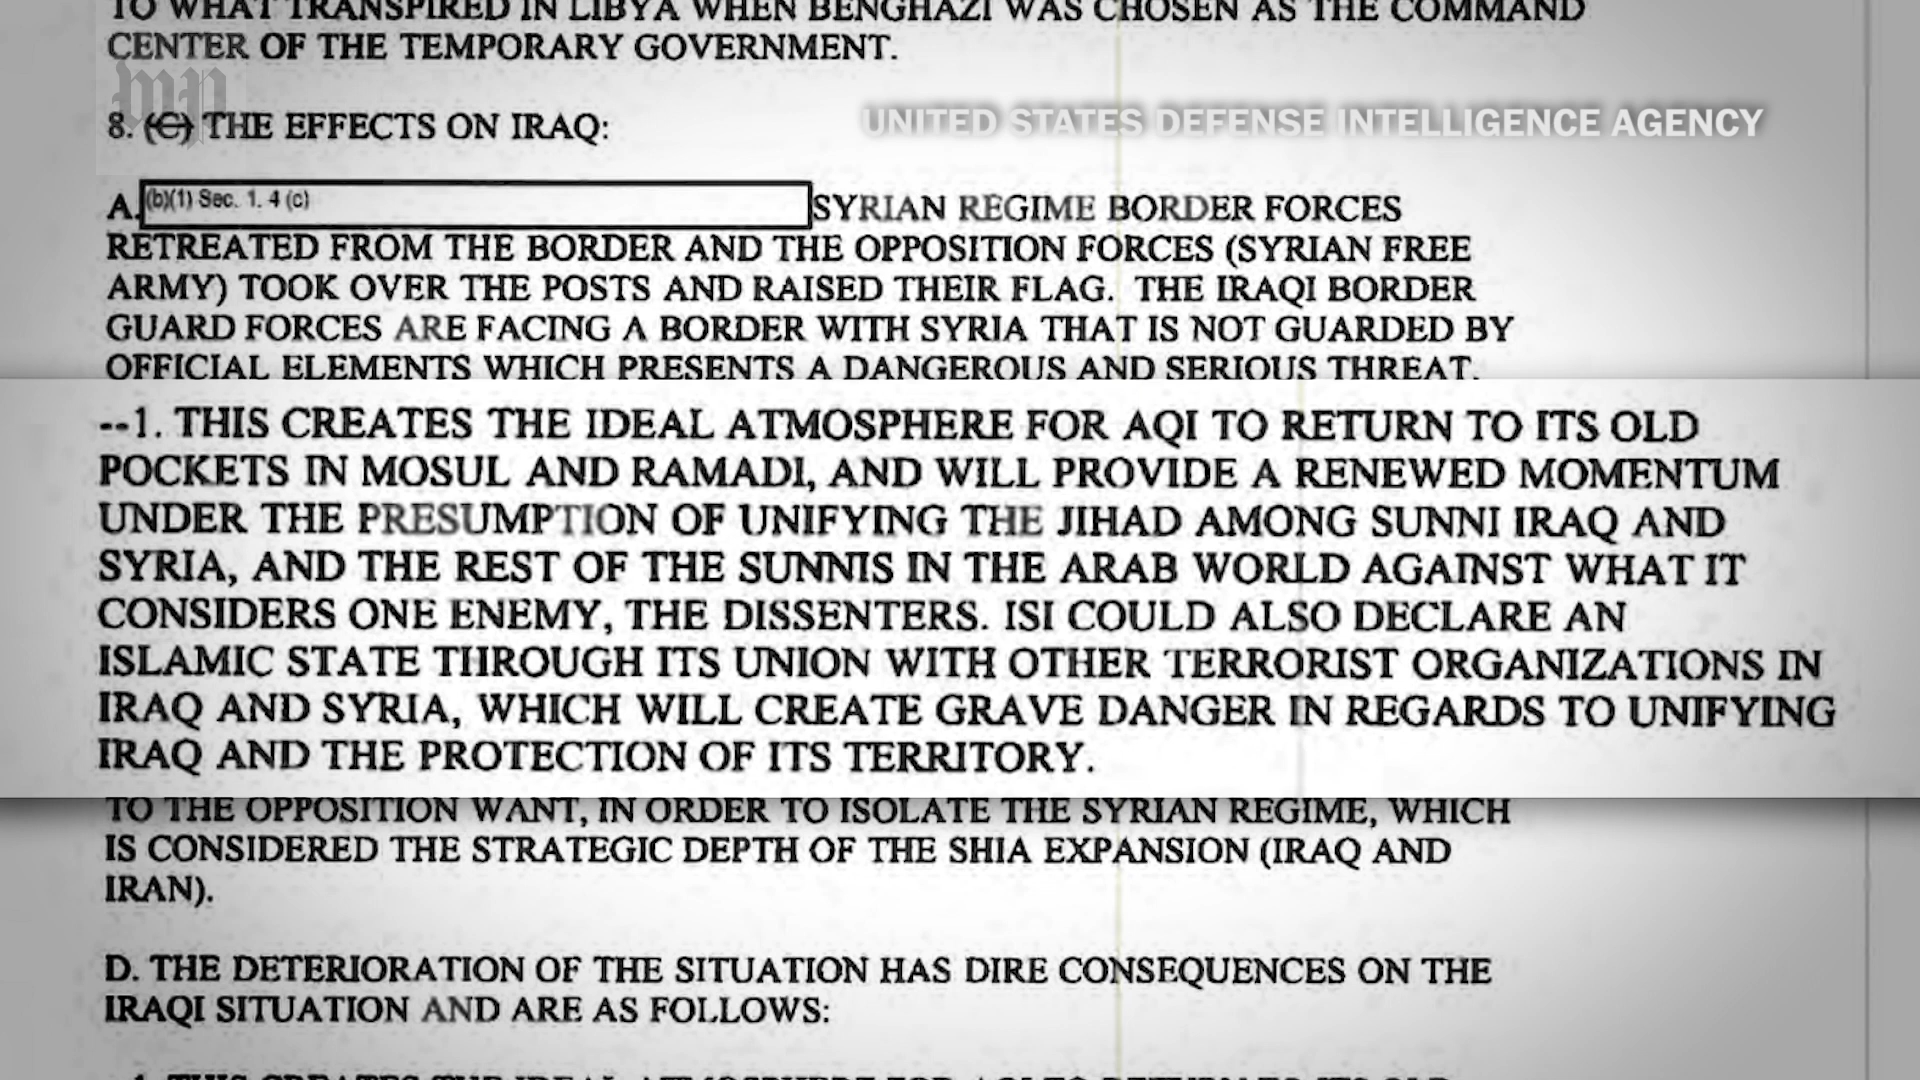 TO WHAT TRANSPIRED IN LIBYA WHEN BENGHAZI WAS CHOSEN AS THE COMMAND
CENTER OF THE TEMPORARY GOVERNMENT.
wp
8. (C) THE EFFECTS ON IRAQ:
UNITED STATES DEFENSE INTELLIGENCE AGENCY
A. (b)(1) Sec. 1. 4 (c) SYRIAN REGIME BORDER FORCES
RETREATED FROM THE BORDER AND THE OPPOSITION FORCES (SYRIAN FREE
ARMY) TOOK OVER THE POSTS AND RAISED THEIR FLAG. THE IRAQI BORDER
GUARD FORCES ARE FACING A BORDER WITH SYRIA THAT IS NOT GUARDED BY
OFFICIAL ELEMENTS WHICH PRESENTS A DANGEROUS AND SERIOUS THREAT.
--1. THIS CREATES THE IDEAL ATMOSPHERE FOR AQI TO RETURN TO ITS OLD
POCKETS IN MOSUL AND RAMADI, AND WILL PROVIDE A RENEWED MOMENTUM
UNDER THE PRESUMPTION OF UNIFYING THE JIHAD AMONG SUNNI IRAQ AND
SYRIA, AND THE REST OF THE SUNNIS IN THE ARAB WORLD AGAINST WHAT IT
CONSIDERS ONE ENEMY, THE DISSENTERS. ISI COULD ALSO DECLARE AN
ISLAMIC STATE THROUGH ITS UNION WITH OTHER TERRORIST ORGANIZATIONS IN
IRAQ AND SYRIA, WHICH WILL CREATE GRAVE DANGER IN REGARDS TO UNIFYING
IRAQ AND THE PROTECTION OF ITS TERRITORY.
TO THE OPPOSITION WANT, IN ORDER TO ISOLATE THE SYRIAN REGIME, WHICH
IS CONSIDERED THE STRATEGIC DEPTH OF THE SHIA EXPANSION (IRAQ AND
IRAN).
D. THE DETERIORATION OF THE SITUATION HAS DIRE CONSEQUENCES ON THE
IRAQI SITUATION AND ARE AS FOLLOWS: